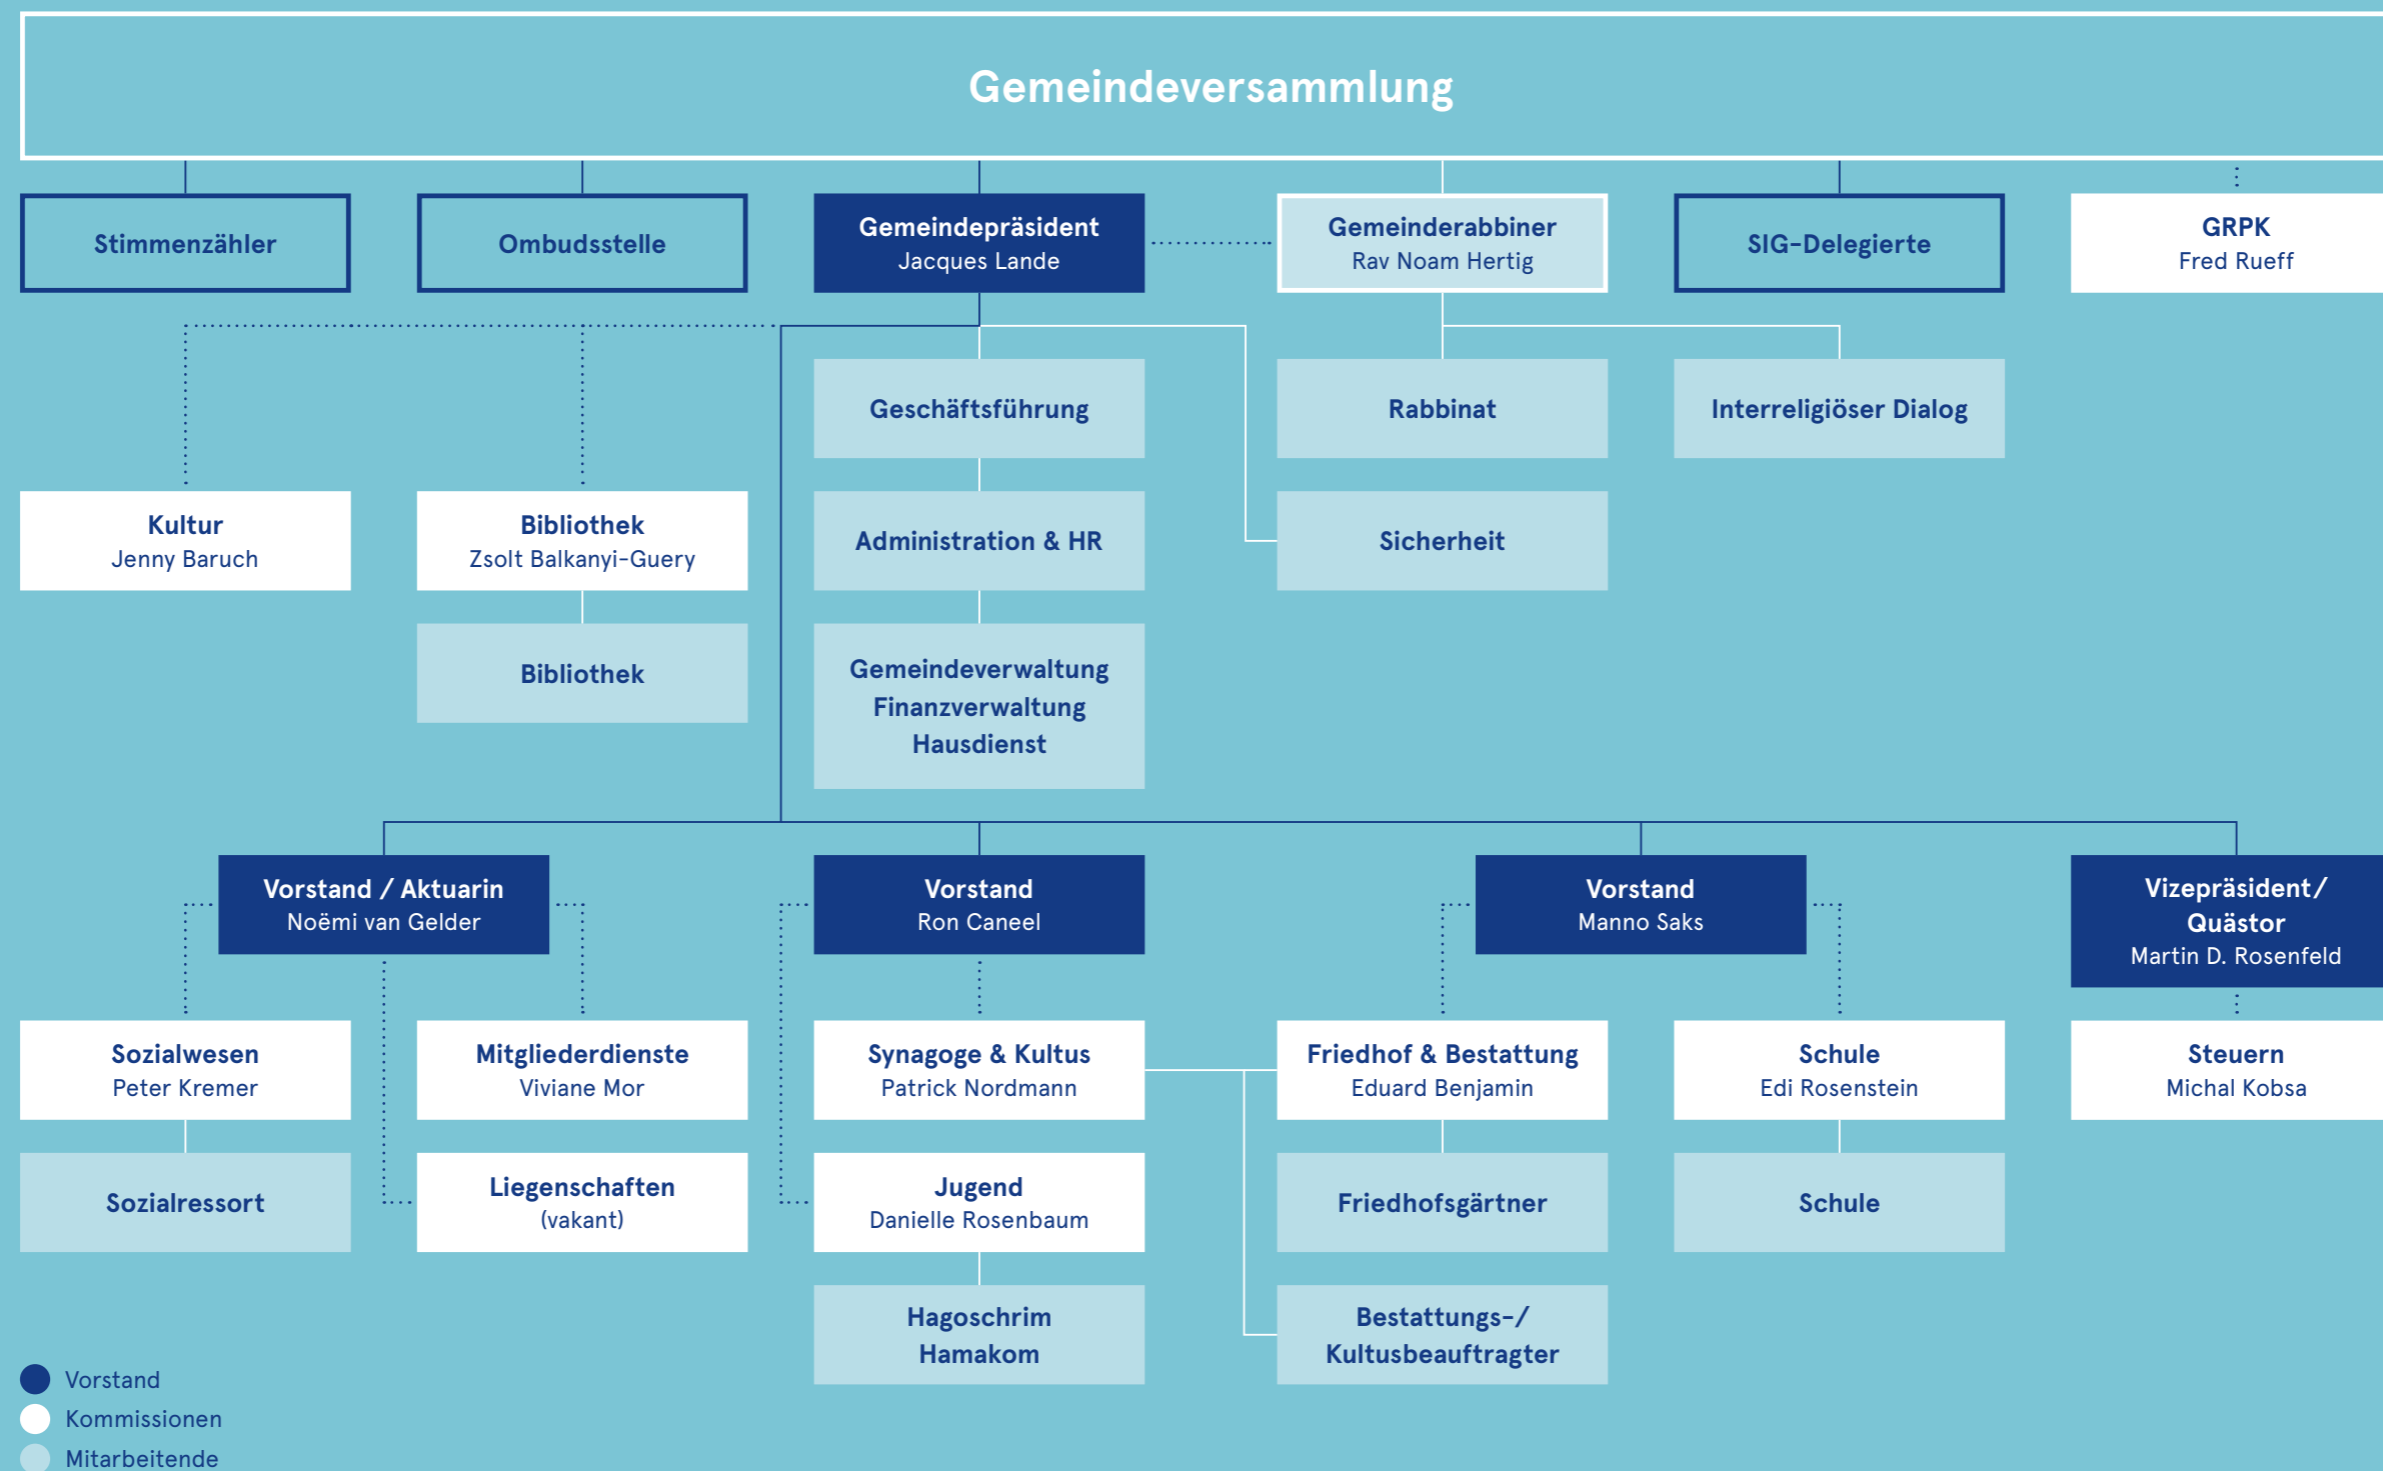 Gemeindeversammlung
Stimmenzähler
Ombudsstelle
Gemeindepräsident
Jacques Lande
Gemeinderabbiner
Rav Noam Hertig
SIG-Delegierte
GRPK
Fred Rueff
Geschäftsführung
Rabbinat
Interreligiöser Dialog
Kultur
Jenny Baruch
Bibliothek
Zsolt Balkanyi-Guery
Administration & HR
Sicherheit
Bibliothek
Gemeindeverwaltung
Finanzverwaltung
Hausdienst
Vorstand / Aktuarin
Noëmi van Gelder
Vorstand
Ron Caneel
Vorstand
Manno Saks
Vizepräsident/
Quästor
Martin D. Rosenfeld
Sozialwesen
Peter Kremer
Mitgliederdienste
Viviane Mor
Synagoge & Kultus
Patrick Nordmann
Friedhof & Bestattung
Eduard Benjamin
Schule
Edi Rosenstein
Steuern
Michal Kobsa
Sozialressort
Liegenschaften
(vakant)
Jugend
Danielle Rosenbaum
Friedhofsgärtner
Schule
Hagoschrim
Hamakom
Bestattungs-/
Kultusbeauftragter
Vorstand
Kommissionen
Mitarbeitende